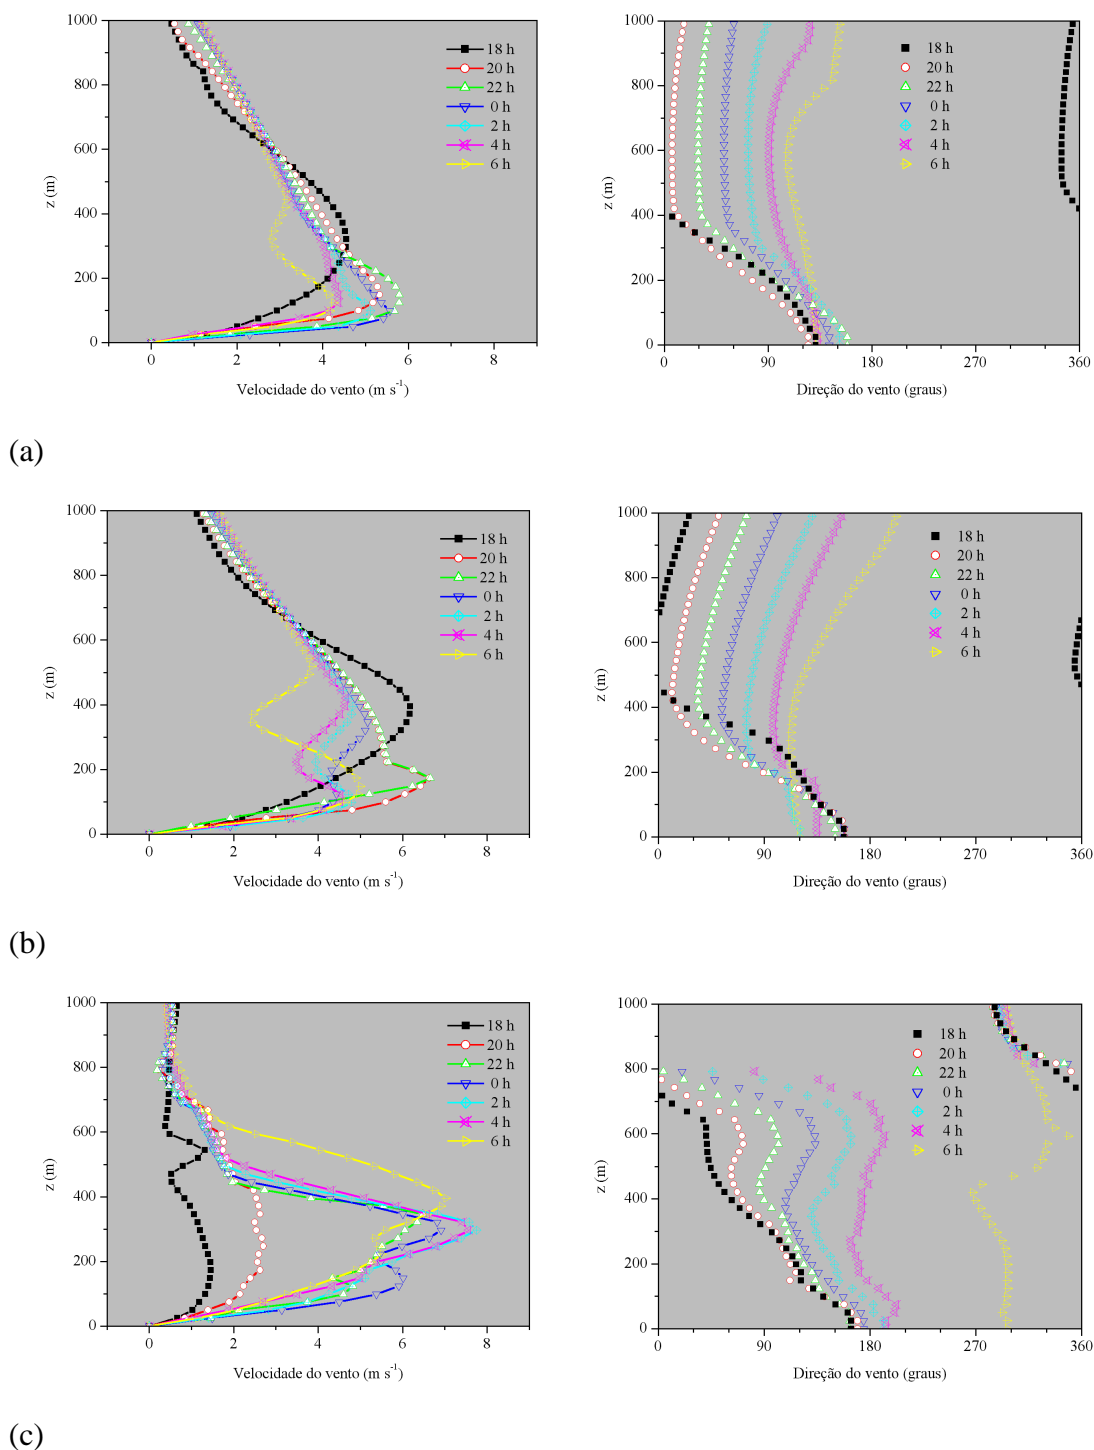 1000
800
600
400
200
0
z (m)
0 2 4 6 8
Velocidade do vento (m s-1)
18 h
20 h
22 h
0 h
2 h
4 h
6 h
1000
800
600
400
200
0
z (m)
0 90 180 270 360
Direção do vento (graus)
18 h
20 h
22 h
0 h
2 h
4 h
6 h
(a)
1000
800
600
400
200
0
z (m)
0 2 4 6 8
Velocidade do vento (m s-1)
18 h
20 h
22 h
0 h
2 h
4 h
6 h
1000
800
600
400
200
0
z (m)
0 90 180 270 360
Direção do vento (graus)
18 h
20 h
22 h
0 h
2 h
4 h
6 h
(b)
1000
800
600
400
200
0
z (m)
0 2 4 6 8
Velocidade do vento (m s-1)
18 h
20 h
22 h
0 h
2 h
4 h
6 h
1000
800
600
400
200
0
z (m)
0 90 180 270 360
Direção do vento (graus)
18 h
20 h
22 h
0 h
2 h
4 h
6 h
(c)